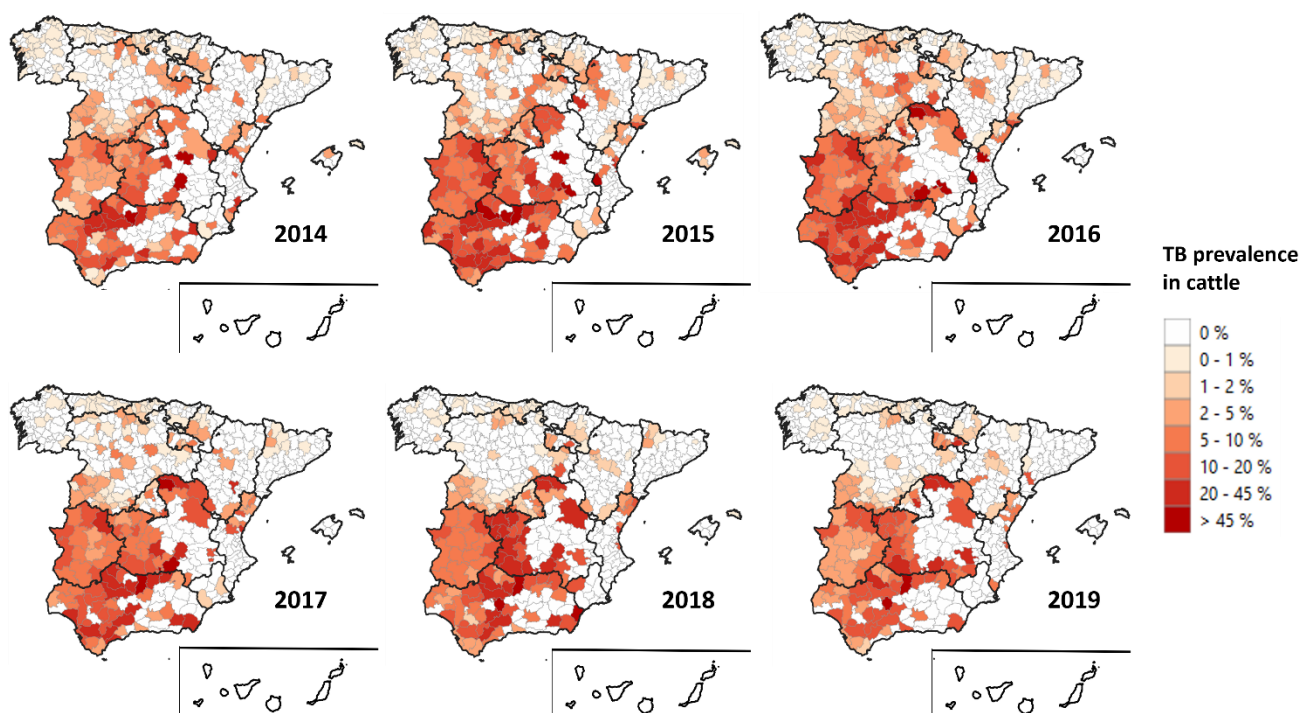 2014
2015
2016
TB prevalence
in cattle
0 %
0 - 1 %
1 - 2 %
2 - 5 %
5 - 10 %
10 - 20 %
20 - 45 %
> 45 %
2017
2018
2019